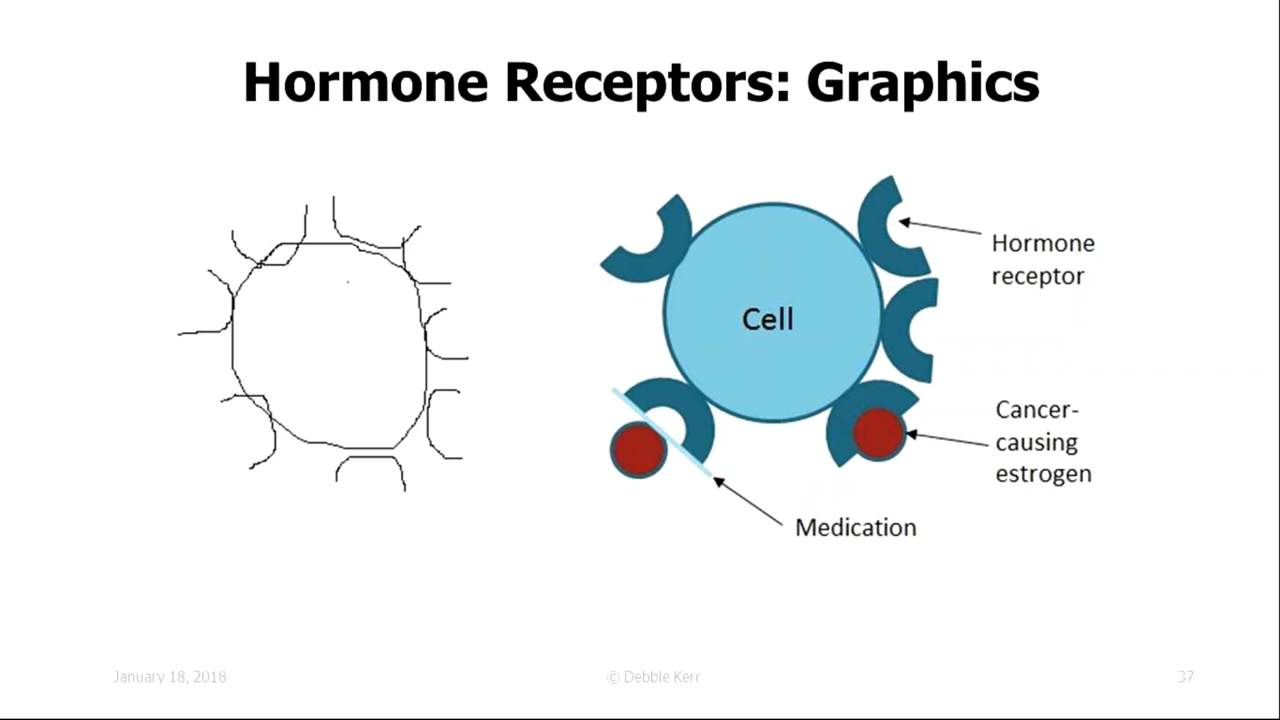 Hormone Receptors: Graphics
Cell
Hormone
receptor
Cancer-
causing
estrogen
Medication
January 18, 2018
© Debbie Kerr
37